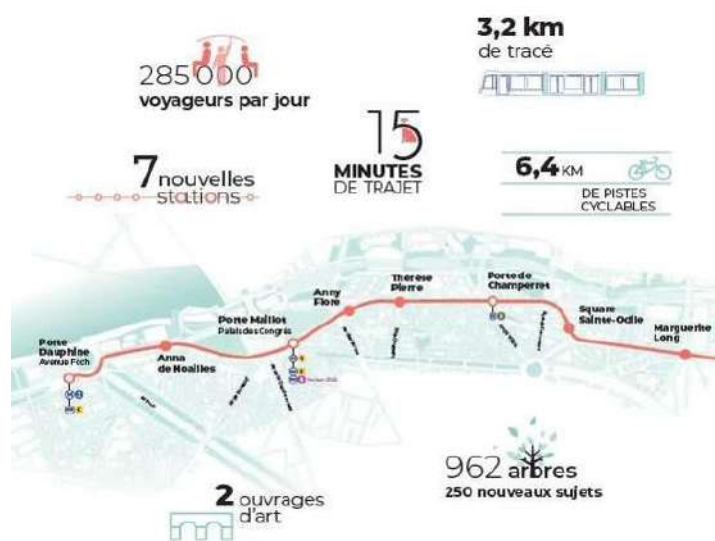 285 000
voyageurs par jour
3,2 km
de tracé
15
MINUTES
DE TRAJET
7 nouvelles
stations
6,4 KM
DE PISTES
CYCLABLES
Porte
Dauphine
Avenue Foch
Anna
de Noailles
Porte Maillot
Palais des Congrès
Anny
Flore
Thérèse
Pierre
Porte de
Champerret
Square
Sainte-Odile
Marguerite
Long
962 arbres
250 nouveaux sujets
2 ouvrages
d'art